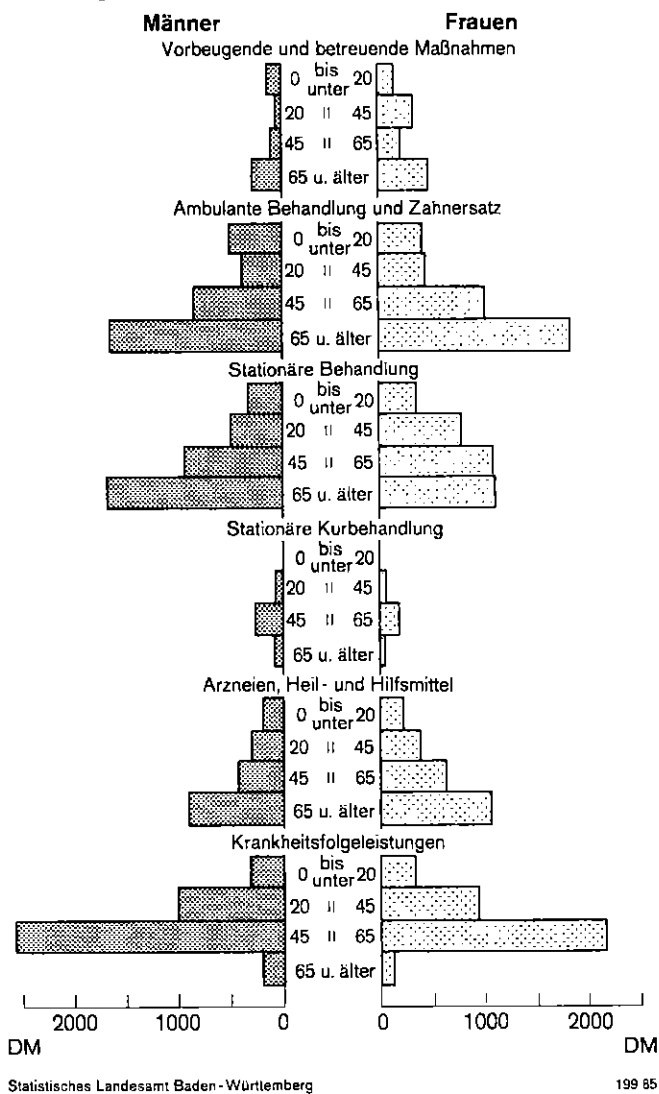 Männer Frauen
Vorbeugende und betreuende Maßnahmen
0 bis unter 20
20 " 45
45 " 65
65 u. älter
Ambulante Behandlung und Zahnersatz
0 bis unter 20
20 " 45
45 " 65
65 u. älter
Stationäre Behandlung
0 bis unter 20
20 " 45
45 " 65
65 u. älter
Stationäre Kurbehandlung
0 bis unter 20
20 " 45
45 " 65
65 u. älter
Arzneien, Heil- und Hilfsmittel
0 bis unter 20
20 " 45
45 " 65
65 u. älter
Krankheitsfolgeleistungen
0 bis unter 20
20 " 45
45 " 65
65 u. älter
2000 1000 0 0 1000 2000
DM DM
Statistisches Landesamt Baden-Württemberg 199 85